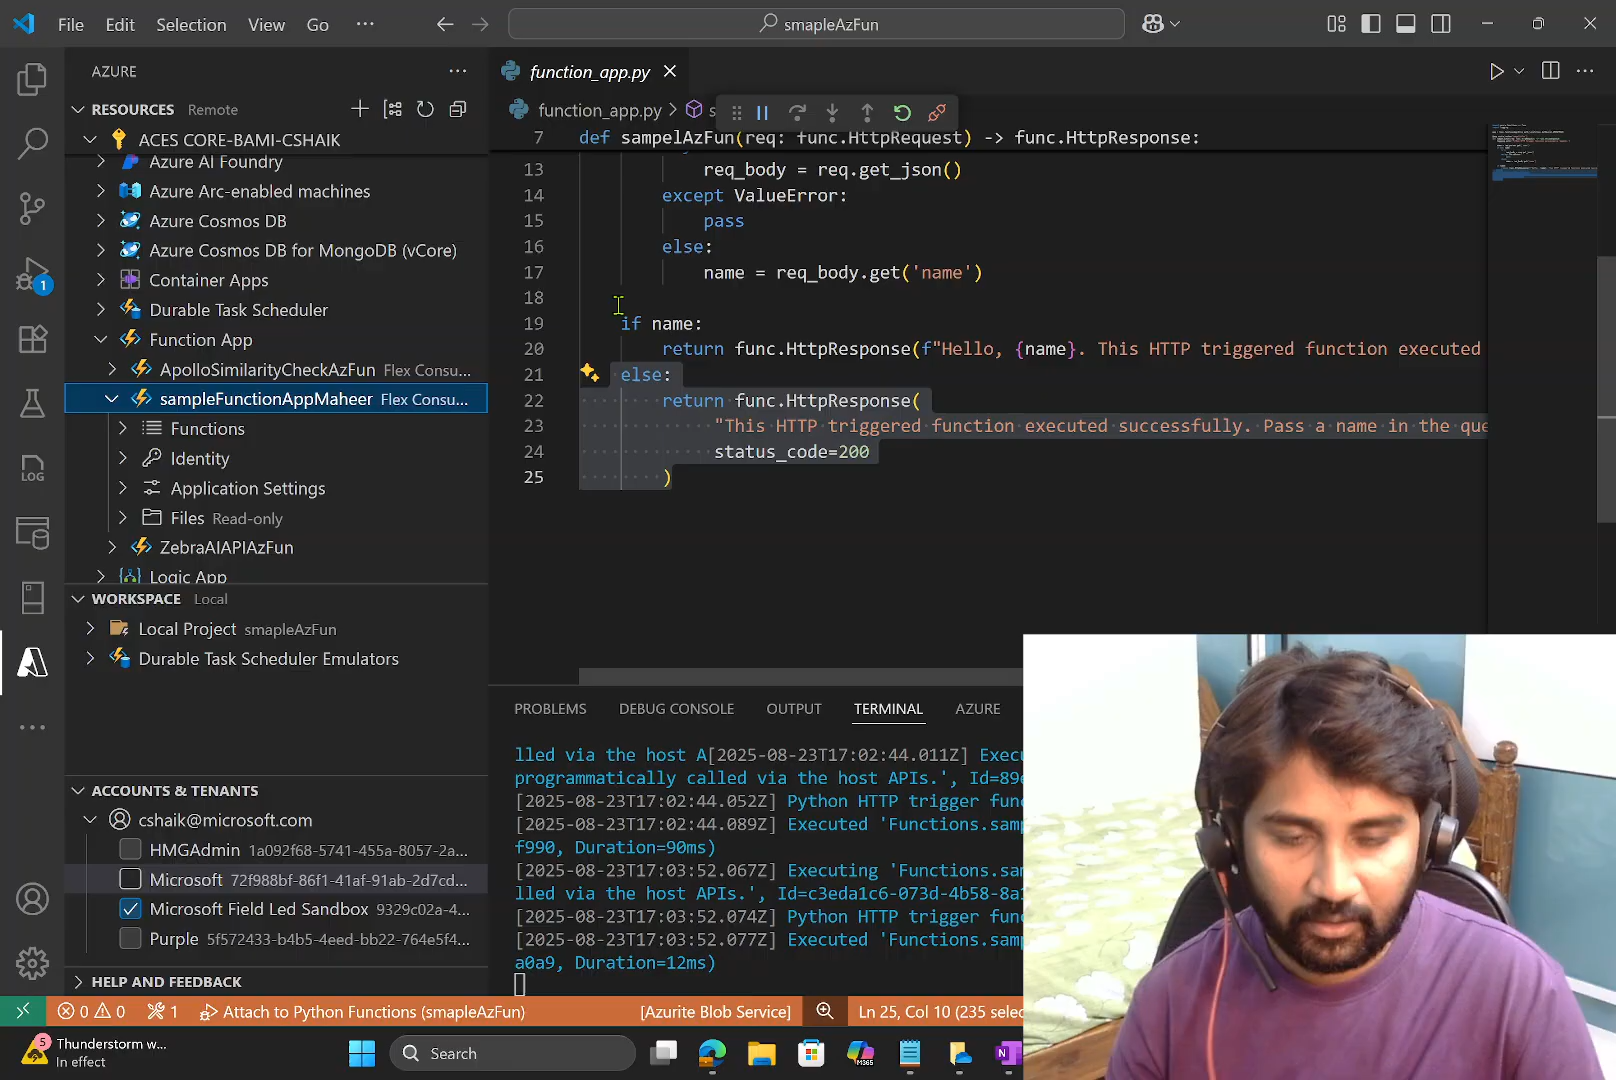 File Edit Selection View Go ··· smapleAzFun
AZURE
RESOURCES Remote
ACES CORE-BAMI-CSHAIK
Azure AI Foundry
Azure Arc-enabled machines
Azure Cosmos DB
Azure Cosmos DB for MongoDB (vCore)
Container Apps
Durable Task Scheduler
Function App
ApolloSimilarityCheckAzFun Flex Consu...
sampleFunctionAppMaheer Flex Consu...
Functions
Identity
Application Settings
Files Read-only
ZebraAIAPIAzFun
Logic App
WORKSPACE Local
Local Project smapleAzFun
Durable Task Scheduler Emulators
ACCOUNTS & TENANTS
cshaik@microsoft.com
HMGAdmin 1a092f68-5741-455a-8057-2a...
Microsoft 72f988bf-86f1-41af-91ab-2d7cd...
Microsoft Field Led Sandbox 9329c02a-4...
Purple 5f572433-b4b5-4eed-bb22-764e5f4...
HELP AND FEEDBACK
1
LOG
function_app.py
function_app.py > s
7 def sampelAzFun(req: func.HttpRequest) -> func.HttpResponse:
13 req_body = req.get_json()
14 except ValueError:
15 pass
16 else:
17 name = req_body.get('name')
18
19 if name:
20 return func.HttpResponse(f"Hello, {name}. This HTTP triggered function executed
21 else:
22 return func.HttpResponse(
23 "This HTTP triggered function executed successfully. Pass a name in the que
24 status_code=200
25 )
PROBLEMS DEBUG CONSOLE OUTPUT TERMINAL AZURE
lled via the host A[2025-08-23T17:02:44.011Z] Execu
programmatically called via the host APIs.', Id=89e
[2025-08-23T17:02:44.052Z] Python HTTP trigger func
[2025-08-23T17:02:44.089Z] Executed 'Functions.samp
f990, Duration=90ms)
[2025-08-23T17:03:52.067Z] Executing 'Functions.sam
lled via the host APIs.', Id=c3eda1c6-073d-4b58-8a
[2025-08-23T17:03:52.074Z] Python HTTP trigger func
[2025-08-23T17:03:52.077Z] Executed 'Functions.samp
a0a9, Duration=12ms)
0 0 1 Attach to Python Functions (smapleAzFun) [Azurite Blob Service] Ln 25, Col 10 (235 selec
5 Thunderstorm w...
In effect
Search
M365
N